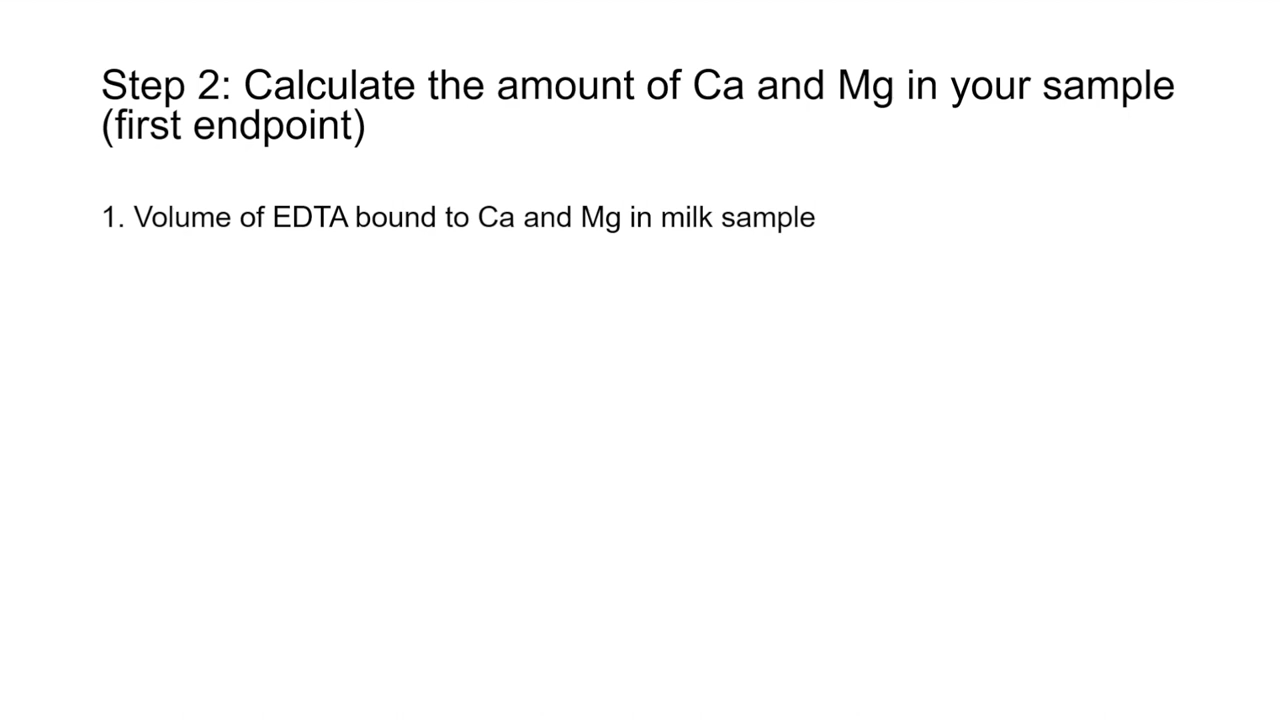 Step 2: Calculate the amount of Ca and Mg in your sample
(first endpoint)
1. Volume of EDTA bound to Ca and Mg in milk sample